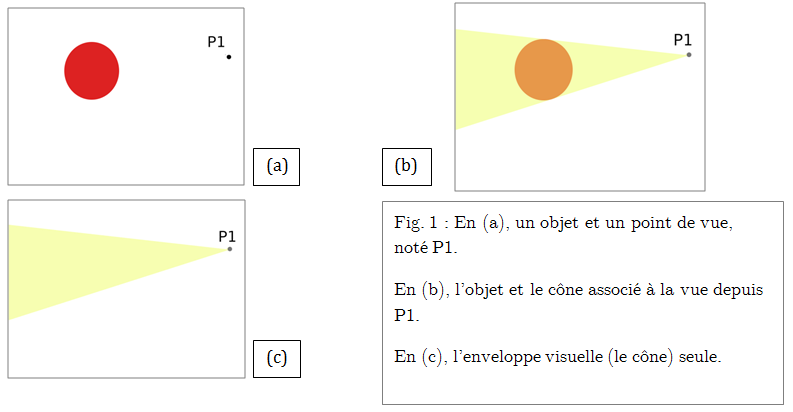 P1
(a)
P1
(b)
P1
(c)
Fig. 1 : En (a), un objet et un point de vue,
noté P1.
En (b), l'objet et le cône associé à la vue depuis
P1.
En (c), l'enveloppe visuelle (le cône) seule.